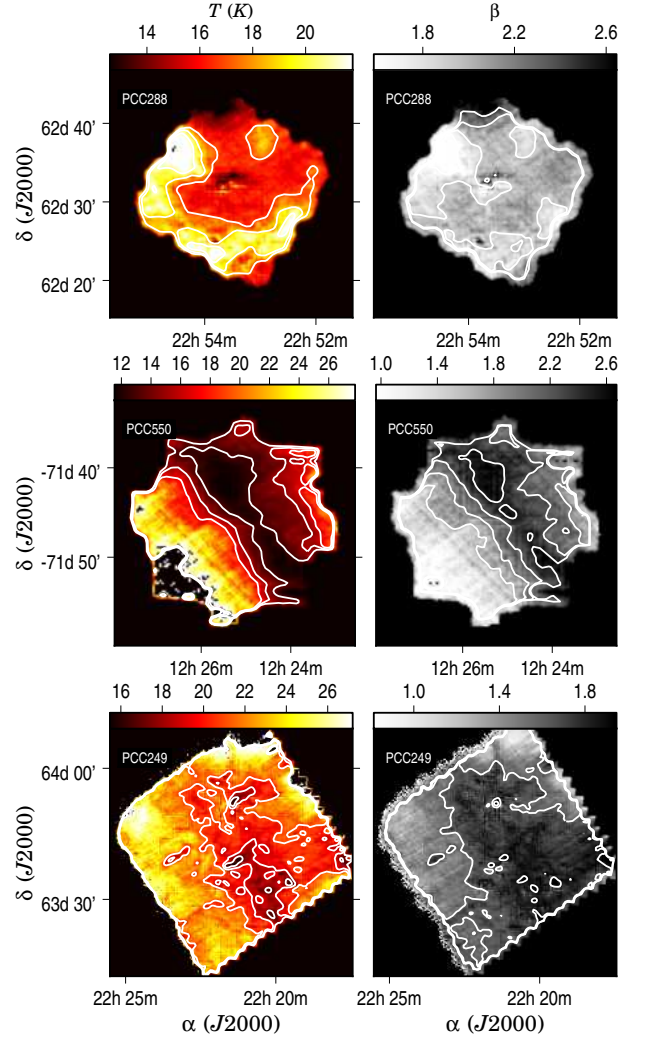 T (K) β
14 16 18 20 1.8 2.2 2.6
PCC288 PCC288
62d 40'
62d 30'
62d 20'
δ (J2000)
22h 54m 22h 52m 22h 54m 22h 52m
12 14 16 18 20 22 24 26 1.0 1.4 1.8 2.2 2.6
PCC550 PCC550
-71d 40'
-71d 50'
δ (J2000)
12h 26m 12h 24m 12h 26m 12h 24m
16 18 20 22 24 26 1.0 1.4 1.8
PCC249 PCC249
64d 00'
63d 30'
δ (J2000)
22h 25m 22h 20m 22h 25m 22h 20m
α (J2000) α (J2000)